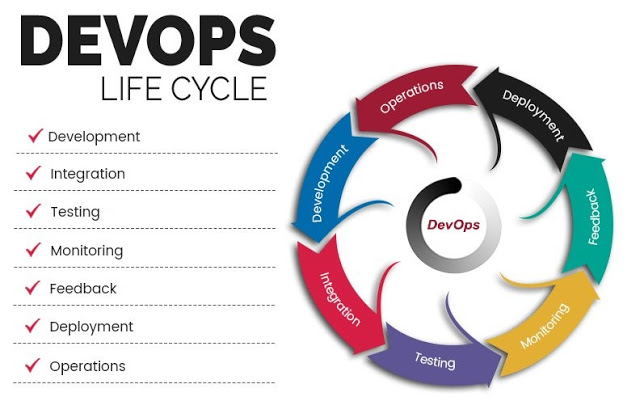 DEVOPS
LIFE CYCLE
Development
Integration
Testing
Monitoring
Feedback
Deployment
Operations
Operations
Deployment
Development
DevOps
Feedback
Integration
Monitoring
Testing